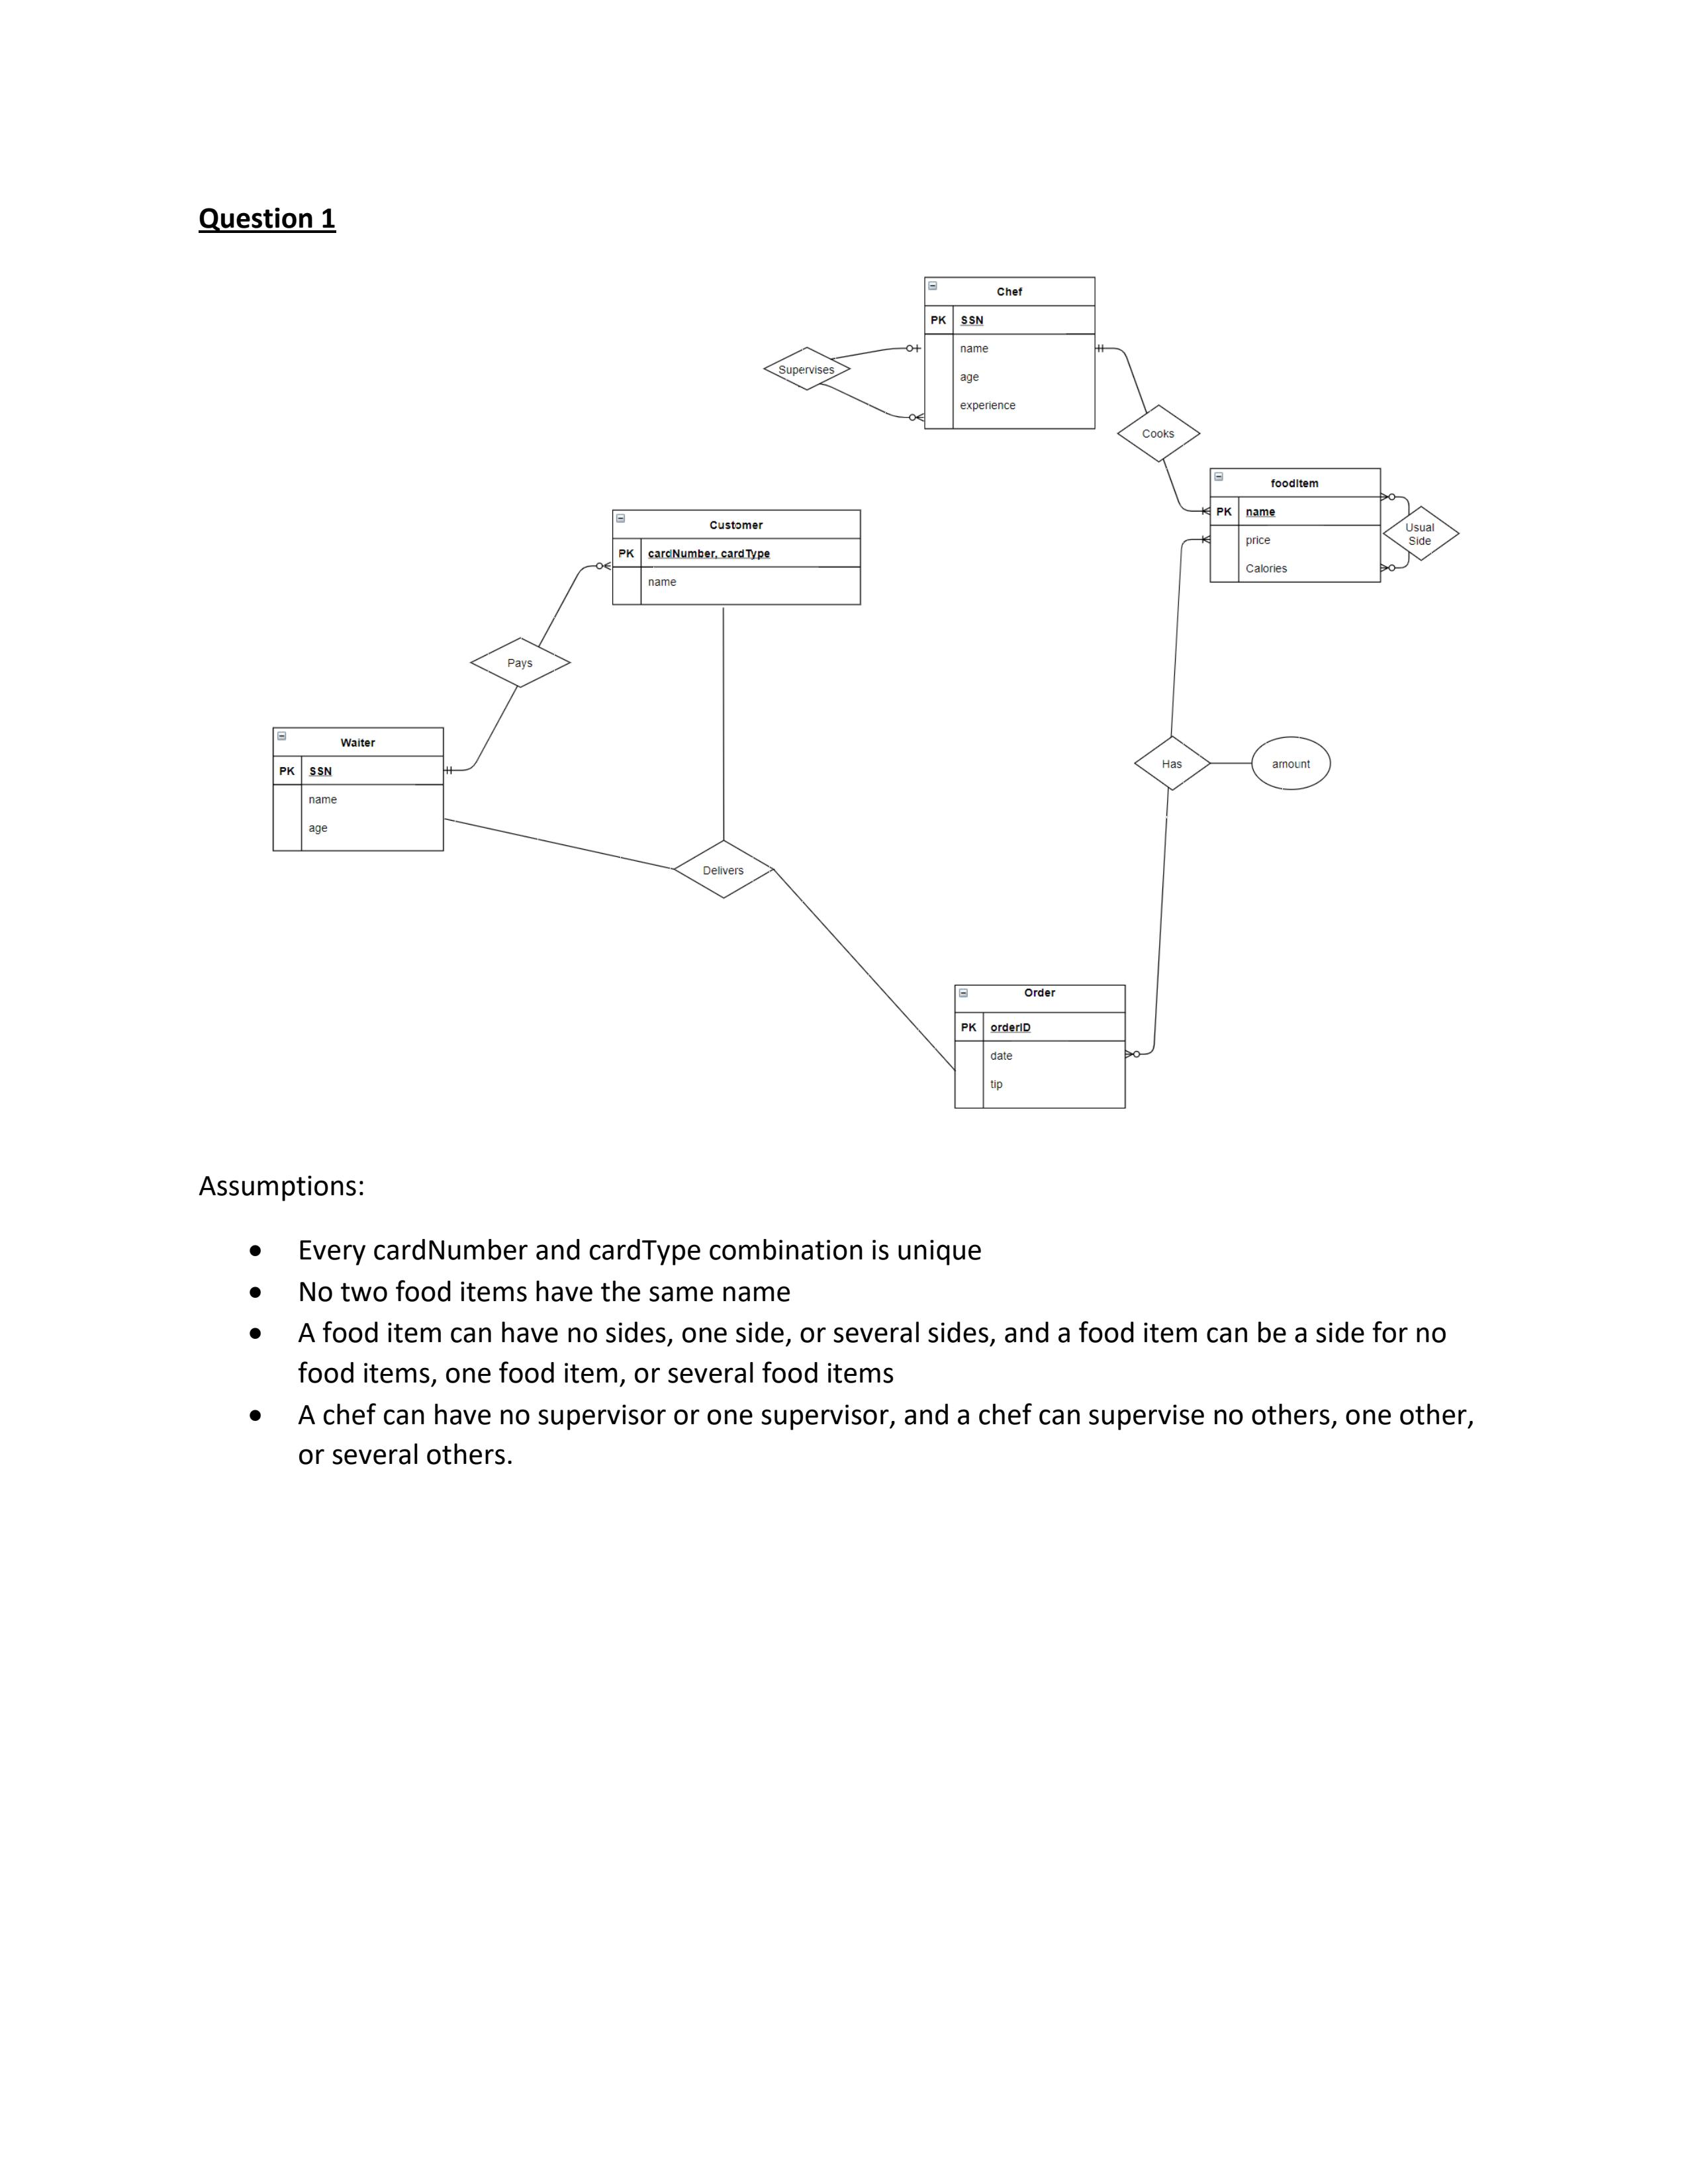 Question 1
Chef
PK SSN
name
age
experience
Supervises
Cooks
foodItem
PK name
price
Calories
Usual
Side
Customer
PK cardNumber, cardType
name
Pays
Waiter
PK SSN
name
age
Has
amount
Delivers
Order
PK orderID
date
tip
Assumptions:
• Every cardNumber and cardType combination is unique
• No two food items have the same name
• A food item can have no sides, one side, or several sides, and a food item can be a side for no
food items, one food item, or several food items
• A chef can have no supervisor or one supervisor, and a chef can supervise no others, one other,
or several others.